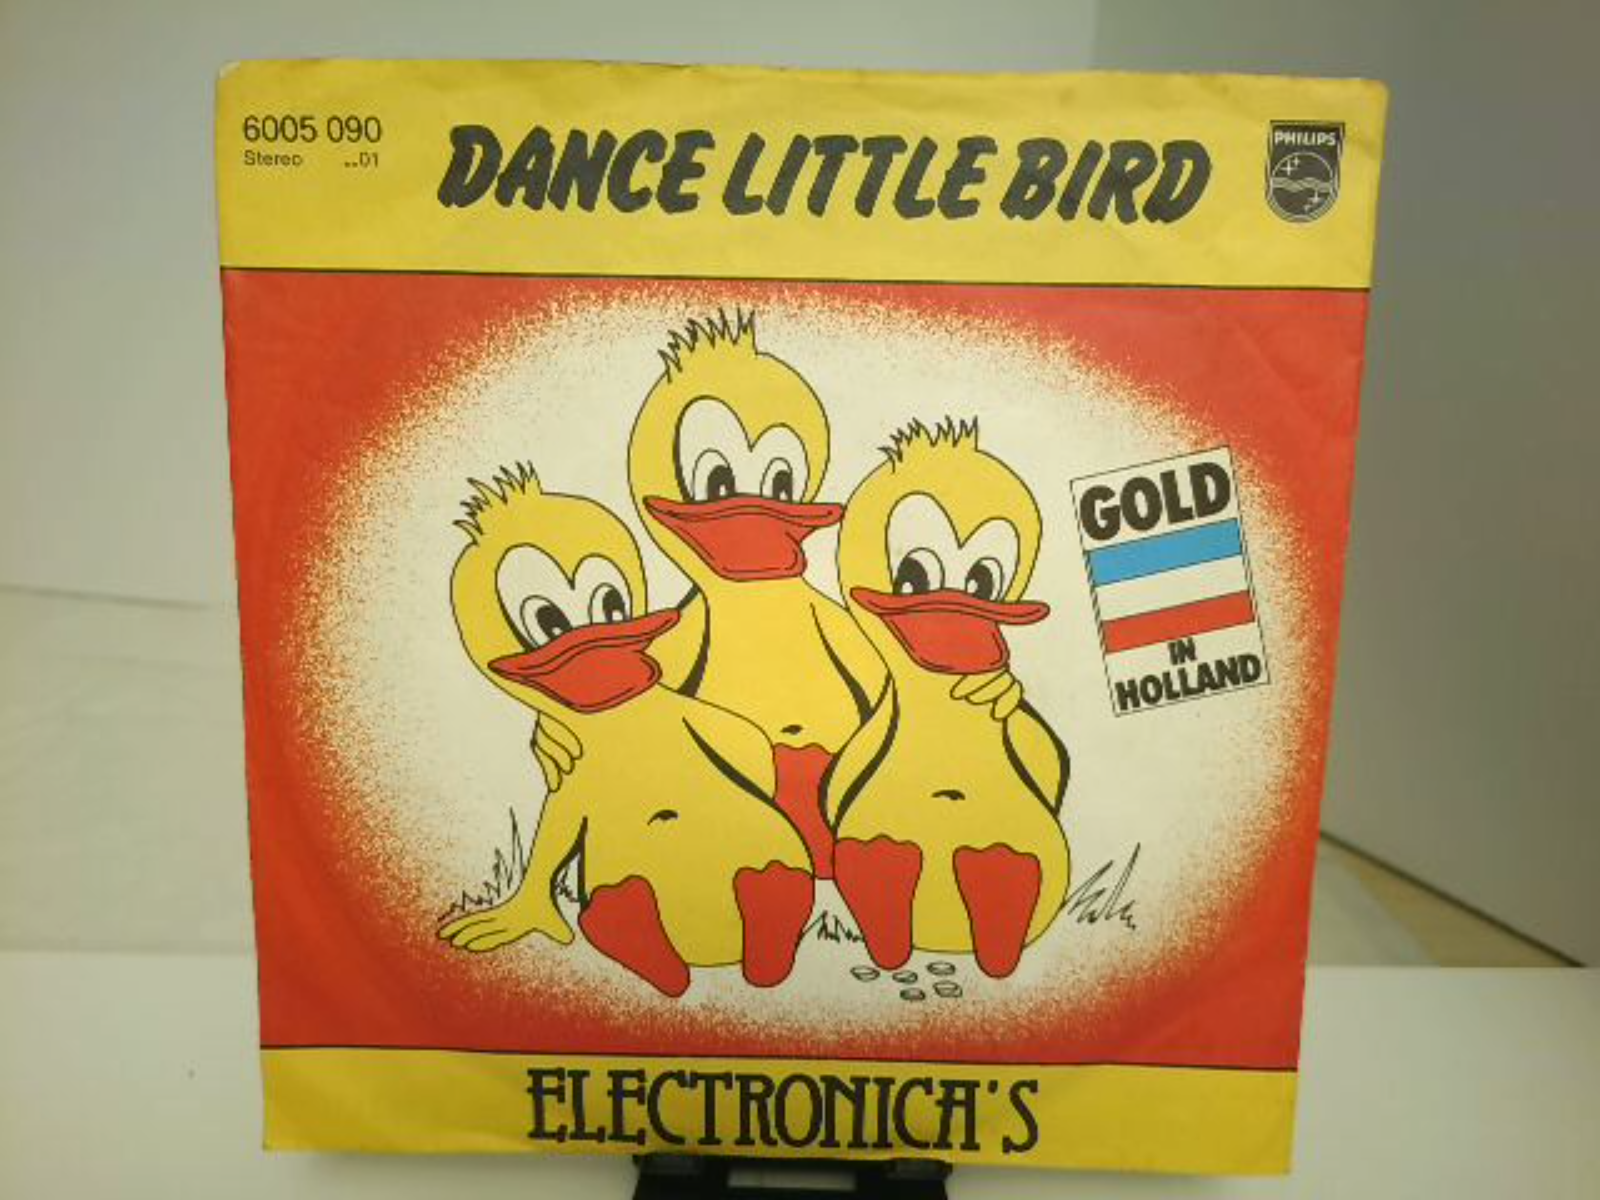 6005 090
Stereo ..01
DANCE LITTLE BIRD
PHILIPS
GOLD
IN
HOLLAND
ELECTRONICA'S